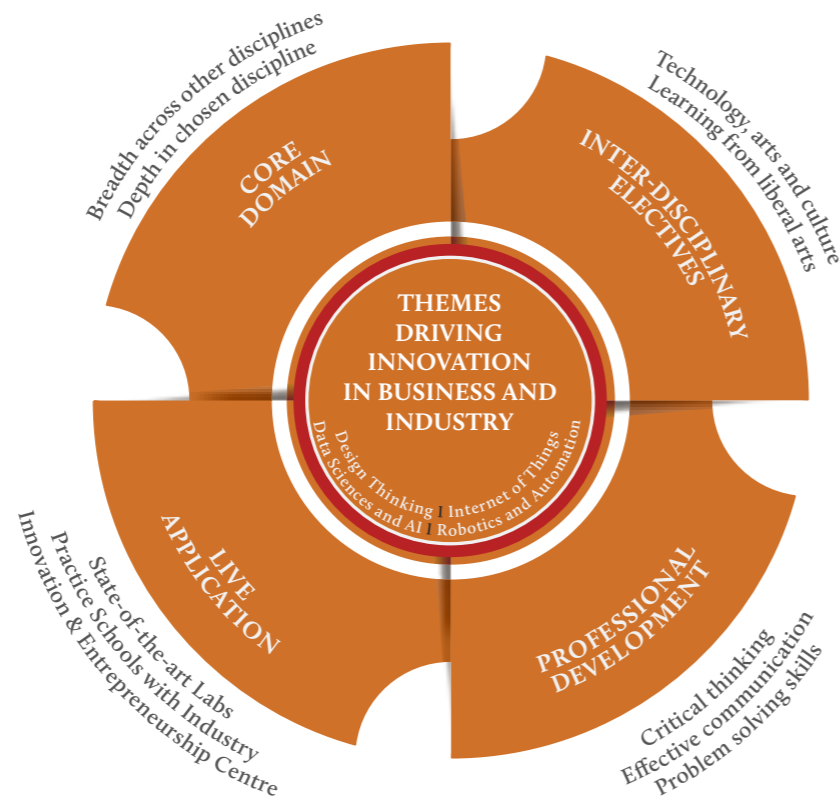 Breadth across other disciplines
Depth in chosen discipline
CORE
DOMAIN
Technology, arts and culture
Learning from liberal arts
INTER-DISCIPLINARY
ELECTIVES
THEMES
DRIVING
INNOVATION
IN BUSINESS AND
INDUSTRY
Design Thinking I Internet of Things
Data Sciences and AI I Robotics and Automation
LIVE
APPLICATION
State-of-the-art Labs
Practice Schools with Industry
Innovation & Entrepreneurship Centre
PROFESSIONAL
DEVELOPMENT
Critical thinking
Effective communication
Problem solving skills